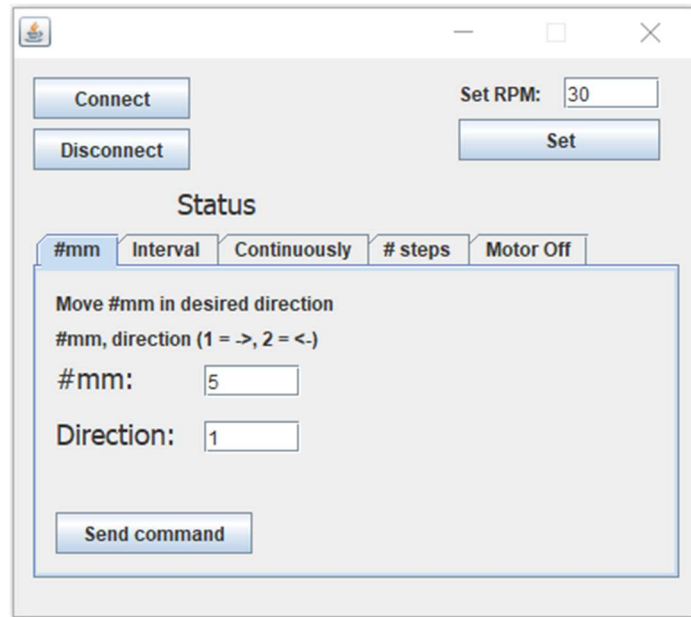 Connect
Set RPM: 30
Disconnect
Set
Status
#mm Interval Continuously # steps Motor Off
Move #mm in desired direction
#mm, direction (1 = ->, 2 = <-)
#mm: 5
Direction: 1
Send command